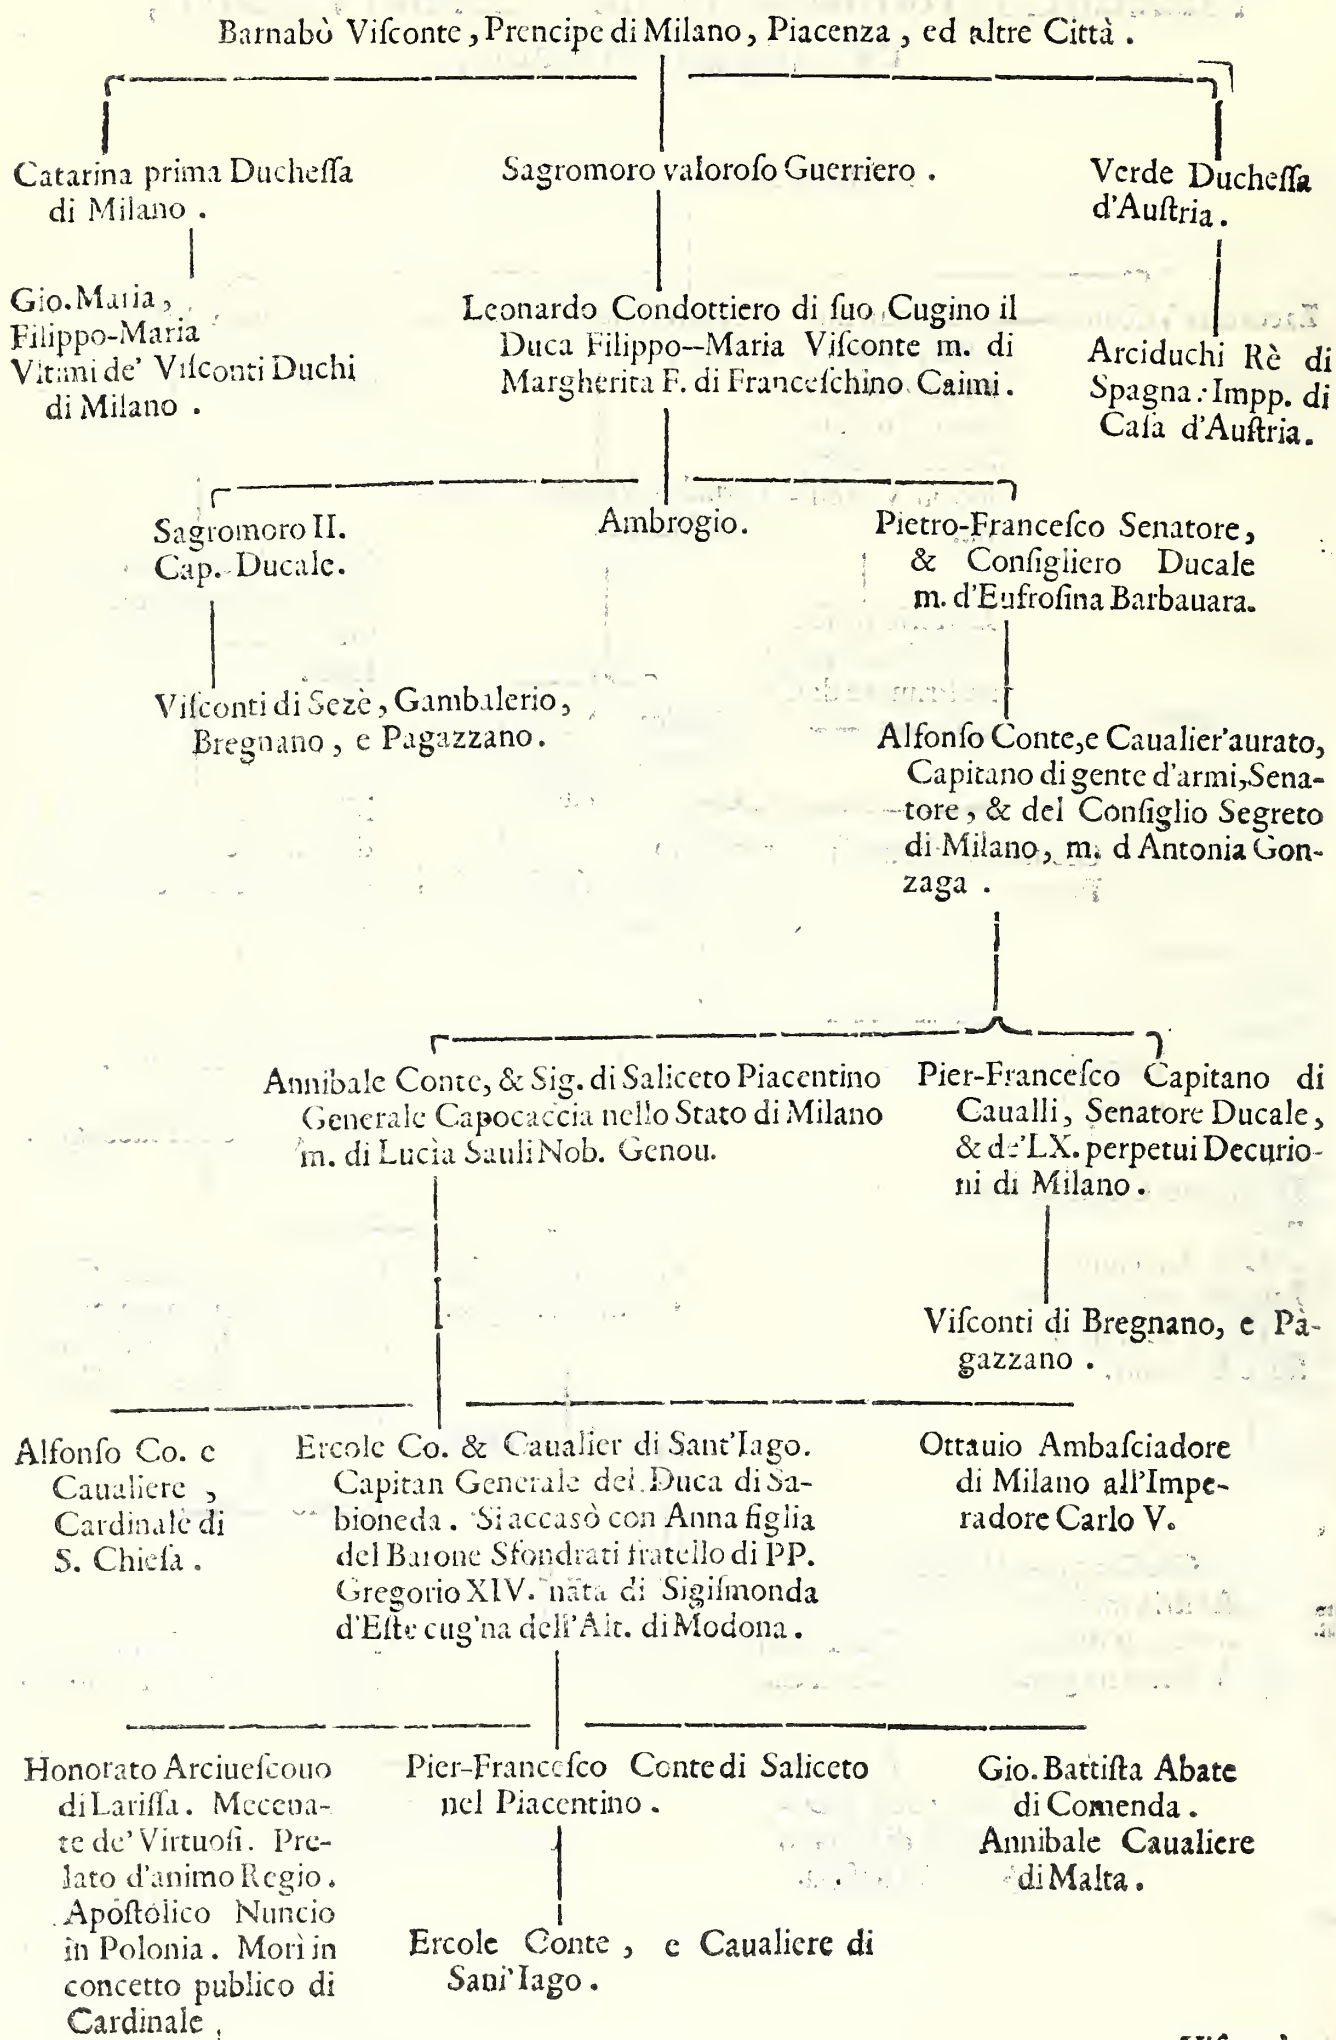 Barnabò Viſconte, Prencipe di Milano, Piacenza, ed altre Città.
Catarina prima Ducheſſa
di Milano.
Sagromoro valoroſo Guerriero.
Verde Ducheſſa
d'Auſtria.
Gio. Maria,
Filippo-Maria
Vltimi de' Viſconti Duchi
di Milano.
Leonardo Condottiero di ſuo Cugino il
Duca Filippo--Maria Viſconte m. di
Margherita F. di Franceſchino Caimi.
Arciduchi Rè di
Spagna: Impp. di
Caſa d'Auſtria.
Sagromoro II.
Cap. Ducale.
Ambrogio.
Pietro-Franceſco Senatore,
& Conſigliero Ducale
m. d'Eufroſina Barbauara.
Viſconti di Sezè, Gambalerio,
Bregnano, e Pagazzano.
Alfonſo Conte, e Caualier'aurato,
Capitano di gente d'armi, Sena-
tore, & del Conſiglio Segreto
di Milano, m. d Antonia Gon-
zaga.
Annibale Conte, & Sig. di Saliceto Piacentino
Generale Capocaccia nello Stato di Milano
m. di Lucia Sauli Nob. Genou.
Pier-Franceſco Capitano di
Caualli, Senatore Ducale,
& de'LX. perpetui Decurio-
ni di Milano.
Viſconti di Bregnano, e Pa-
gazzano.
Alfonſo Co. e
Caualiere,
Cardinale di
S. Chieſa.
Ercole Co. & Caualier di Sant'Iago.
Capitan Generale del Duca di Sa-
bioneda. Si accasò con Anna figlia
del Barone Sfondrati fratello di PP.
Gregorio XIV. nata di Sigiſmonda
d'Eſte cug'na dell'Alt. di Modona.
Ottauio Ambaſciadore
di Milano all'Impe-
radore Carlo V.
Honorato Arciueſcouo
di Lariſſa. Mecena-
te de' Virtuoſi. Pre-
lato d'animo Regio.
Apoſtolico Nuncio
in Polonia. Morì in
concetto publico di
Cardinale,
Pier-Franceſco Conte di Saliceto
nel Piacentino.
Gio. Battiſta Abate
di Comenda.
Annibale Caualiere
di Malta.
Ercole Conte, e Caualiere di
Sant'Iago.